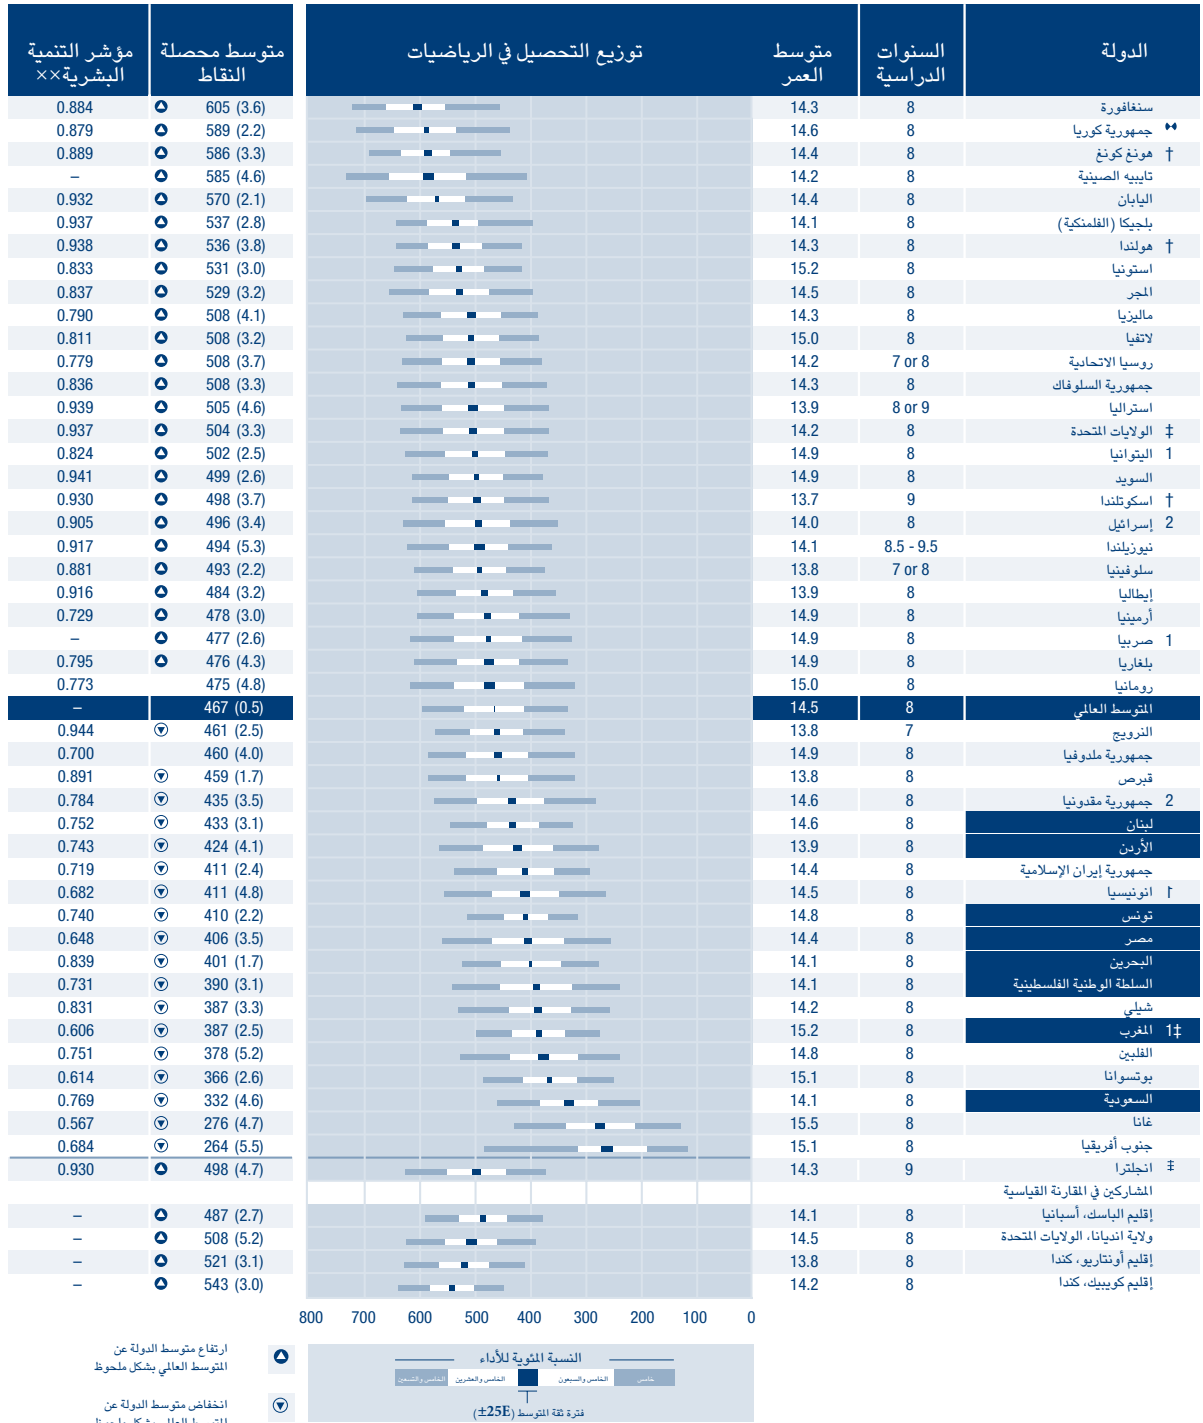 الدولة السنوات الدراسية متوسط العمر توزيع التحصيل في الرياضيات متوسط محصلة النقاط مؤشر التنمية البشرية××
سنغافورة 8 14.3 605 (3.6) 0.884
جمهورية كوريا 8 14.6 589 (2.2) 0.879
† هونغ كونغ 8 14.4 586 (3.3) 0.889
تايبيه الصينية 8 14.2 585 (4.6) –
اليابان 8 14.4 570 (2.1) 0.932
بلجيكا (الفلمنكية) 8 14.1 537 (2.8) 0.937
† هولندا 8 14.3 536 (3.8) 0.938
استونيا 8 15.2 531 (3.0) 0.833
المجر 8 14.5 529 (3.2) 0.837
ماليزيا 8 14.3 508 (4.1) 0.790
لاتفيا 8 15.0 508 (3.2) 0.811
روسيا الاتحادية 7 or 8 14.2 508 (3.7) 0.779
جمهورية السلوفاك 8 14.3 508 (3.3) 0.836
استراليا 8 or 9 13.9 505 (4.6) 0.939
‡ الولايات المتحدة 8 14.2 504 (3.3) 0.937
1 اليتوانيا 8 14.9 502 (2.5) 0.824
السويد 8 14.9 499 (2.6) 0.941
† اسكوتلندا 9 13.7 498 (3.7) 0.930
2 إسرائيل 8 14.0 496 (3.4) 0.905
نيوزيلندا 8.5 - 9.5 14.1 494 (5.3) 0.917
سلوفينيا 7 or 8 13.8 493 (2.2) 0.881
إيطاليا 8 13.9 484 (3.2) 0.916
أرمينيا 8 14.9 478 (3.0) 0.729
1 صربيا 8 14.9 477 (2.6) –
بلغاريا 8 14.9 476 (4.3) 0.795
رومانيا 8 15.0 475 (4.8) 0.773
المتوسط العالمي 8 14.5 467 (0.5) –
النرويج 7 13.8 461 (2.5) 0.944
جمهورية ملدوفيا 8 14.9 460 (4.0) 0.700
قبرص 8 13.8 459 (1.7) 0.891
2 جمهورية مقدونيا 8 14.6 435 (3.5) 0.784
لبنان 8 14.6 433 (3.1) 0.752
الأردن 8 13.9 424 (4.1) 0.743
جمهورية إيران الإسلامية 8 14.4 411 (2.4) 0.719
1 انونيسيا 8 14.5 411 (4.8) 0.682
تونس 8 14.8 410 (2.2) 0.740
مصر 8 14.4 406 (3.5) 0.648
البحرين 8 14.1 401 (1.7) 0.839
السلطة الوطنية الفلسطينية 8 14.1 390 (3.1) 0.731
شيلي 8 14.2 387 (3.3) 0.831
1‡ المغرب 8 15.2 387 (2.5) 0.606
الفلبين 8 14.8 378 (5.2) 0.751
بوتسوانا 8 15.1 366 (2.6) 0.614
السعودية 8 14.1 332 (4.6) 0.769
غانا 8 15.5 276 (4.7) 0.567
جنوب أفريقيا 8 15.1 264 (5.5) 0.684
‡ انجلترا 9 14.3 498 (4.7) 0.930
المشاركين في المقارنة القياسية
إقليم الباسك، أسبانيا 8 14.1 487 (2.7) –
ولاية انديانا، الولايات المتحدة 8 14.5 508 (5.2) –
إقليم أونتاريو، كندا 8 13.8 521 (3.1) –
إقليم كويبيك، كندا 8 14.2 543 (3.0) –
800 700 600 500 400 300 200 100 0
النسبة المئوية للأداء
خامس الخامس والسبعون الخامس والعشرين الخامس والتسعين
فترة ثقة المتوسط (±25E)
ارتفاع متوسط الدولة عن
المتوسط العالمي بشكل ملحوظ
انخفاض متوسط الدولة عن